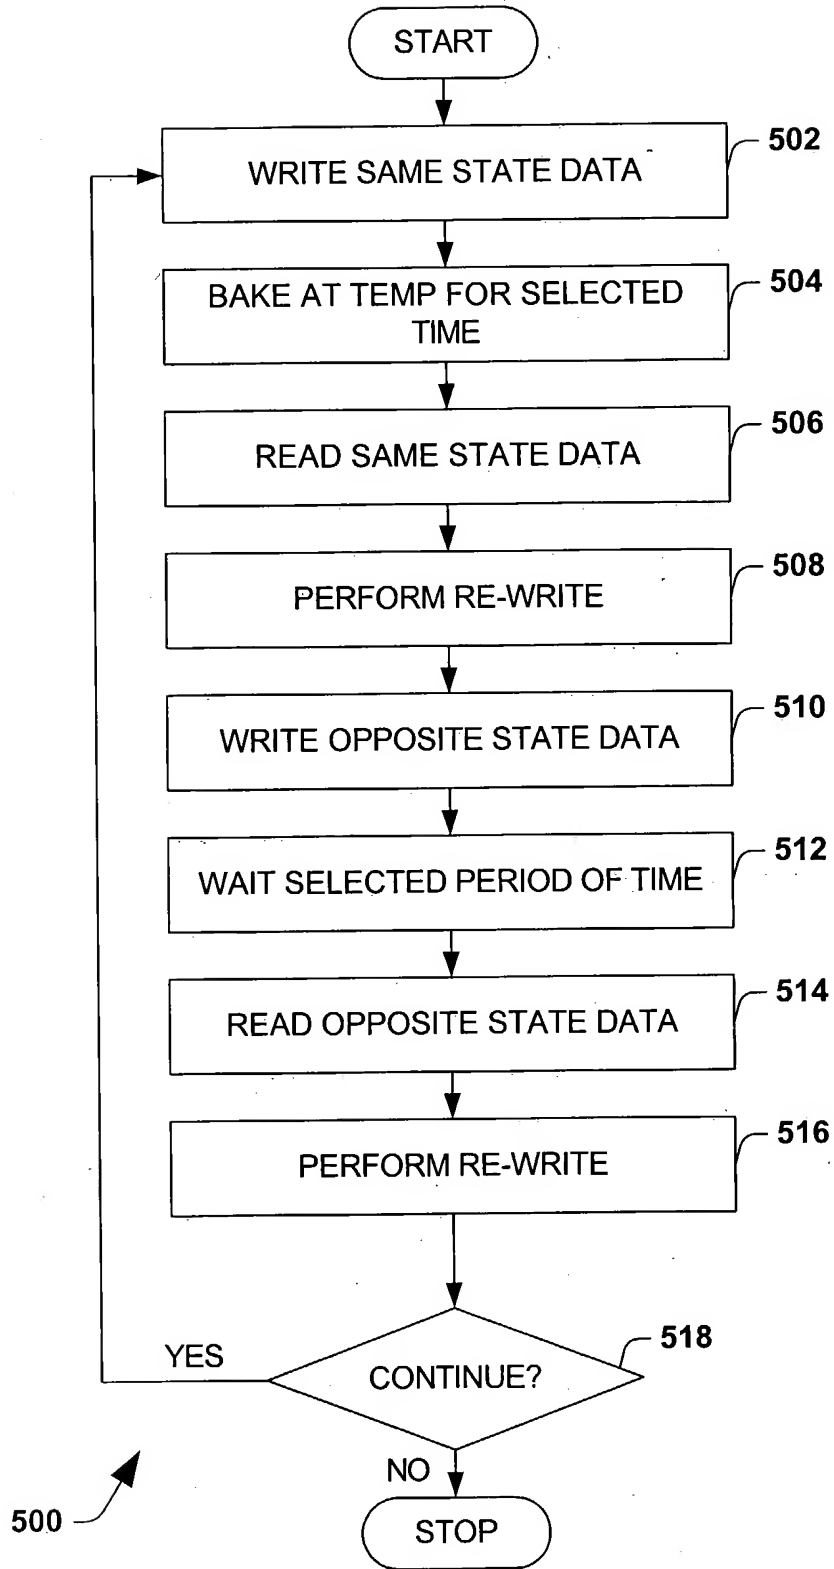 START
WRITE SAME STATE DATA
502
BAKE AT TEMP FOR SELECTED
TIME
504
READ SAME STATE DATA
506
PERFORM RE-WRITE
508
WRITE OPPOSITE STATE DATA
510
WAIT SELECTED PERIOD OF TIME
512
READ OPPOSITE STATE DATA
514
PERFORM RE-WRITE
516
CONTINUE?
518
YES
NO
STOP
500